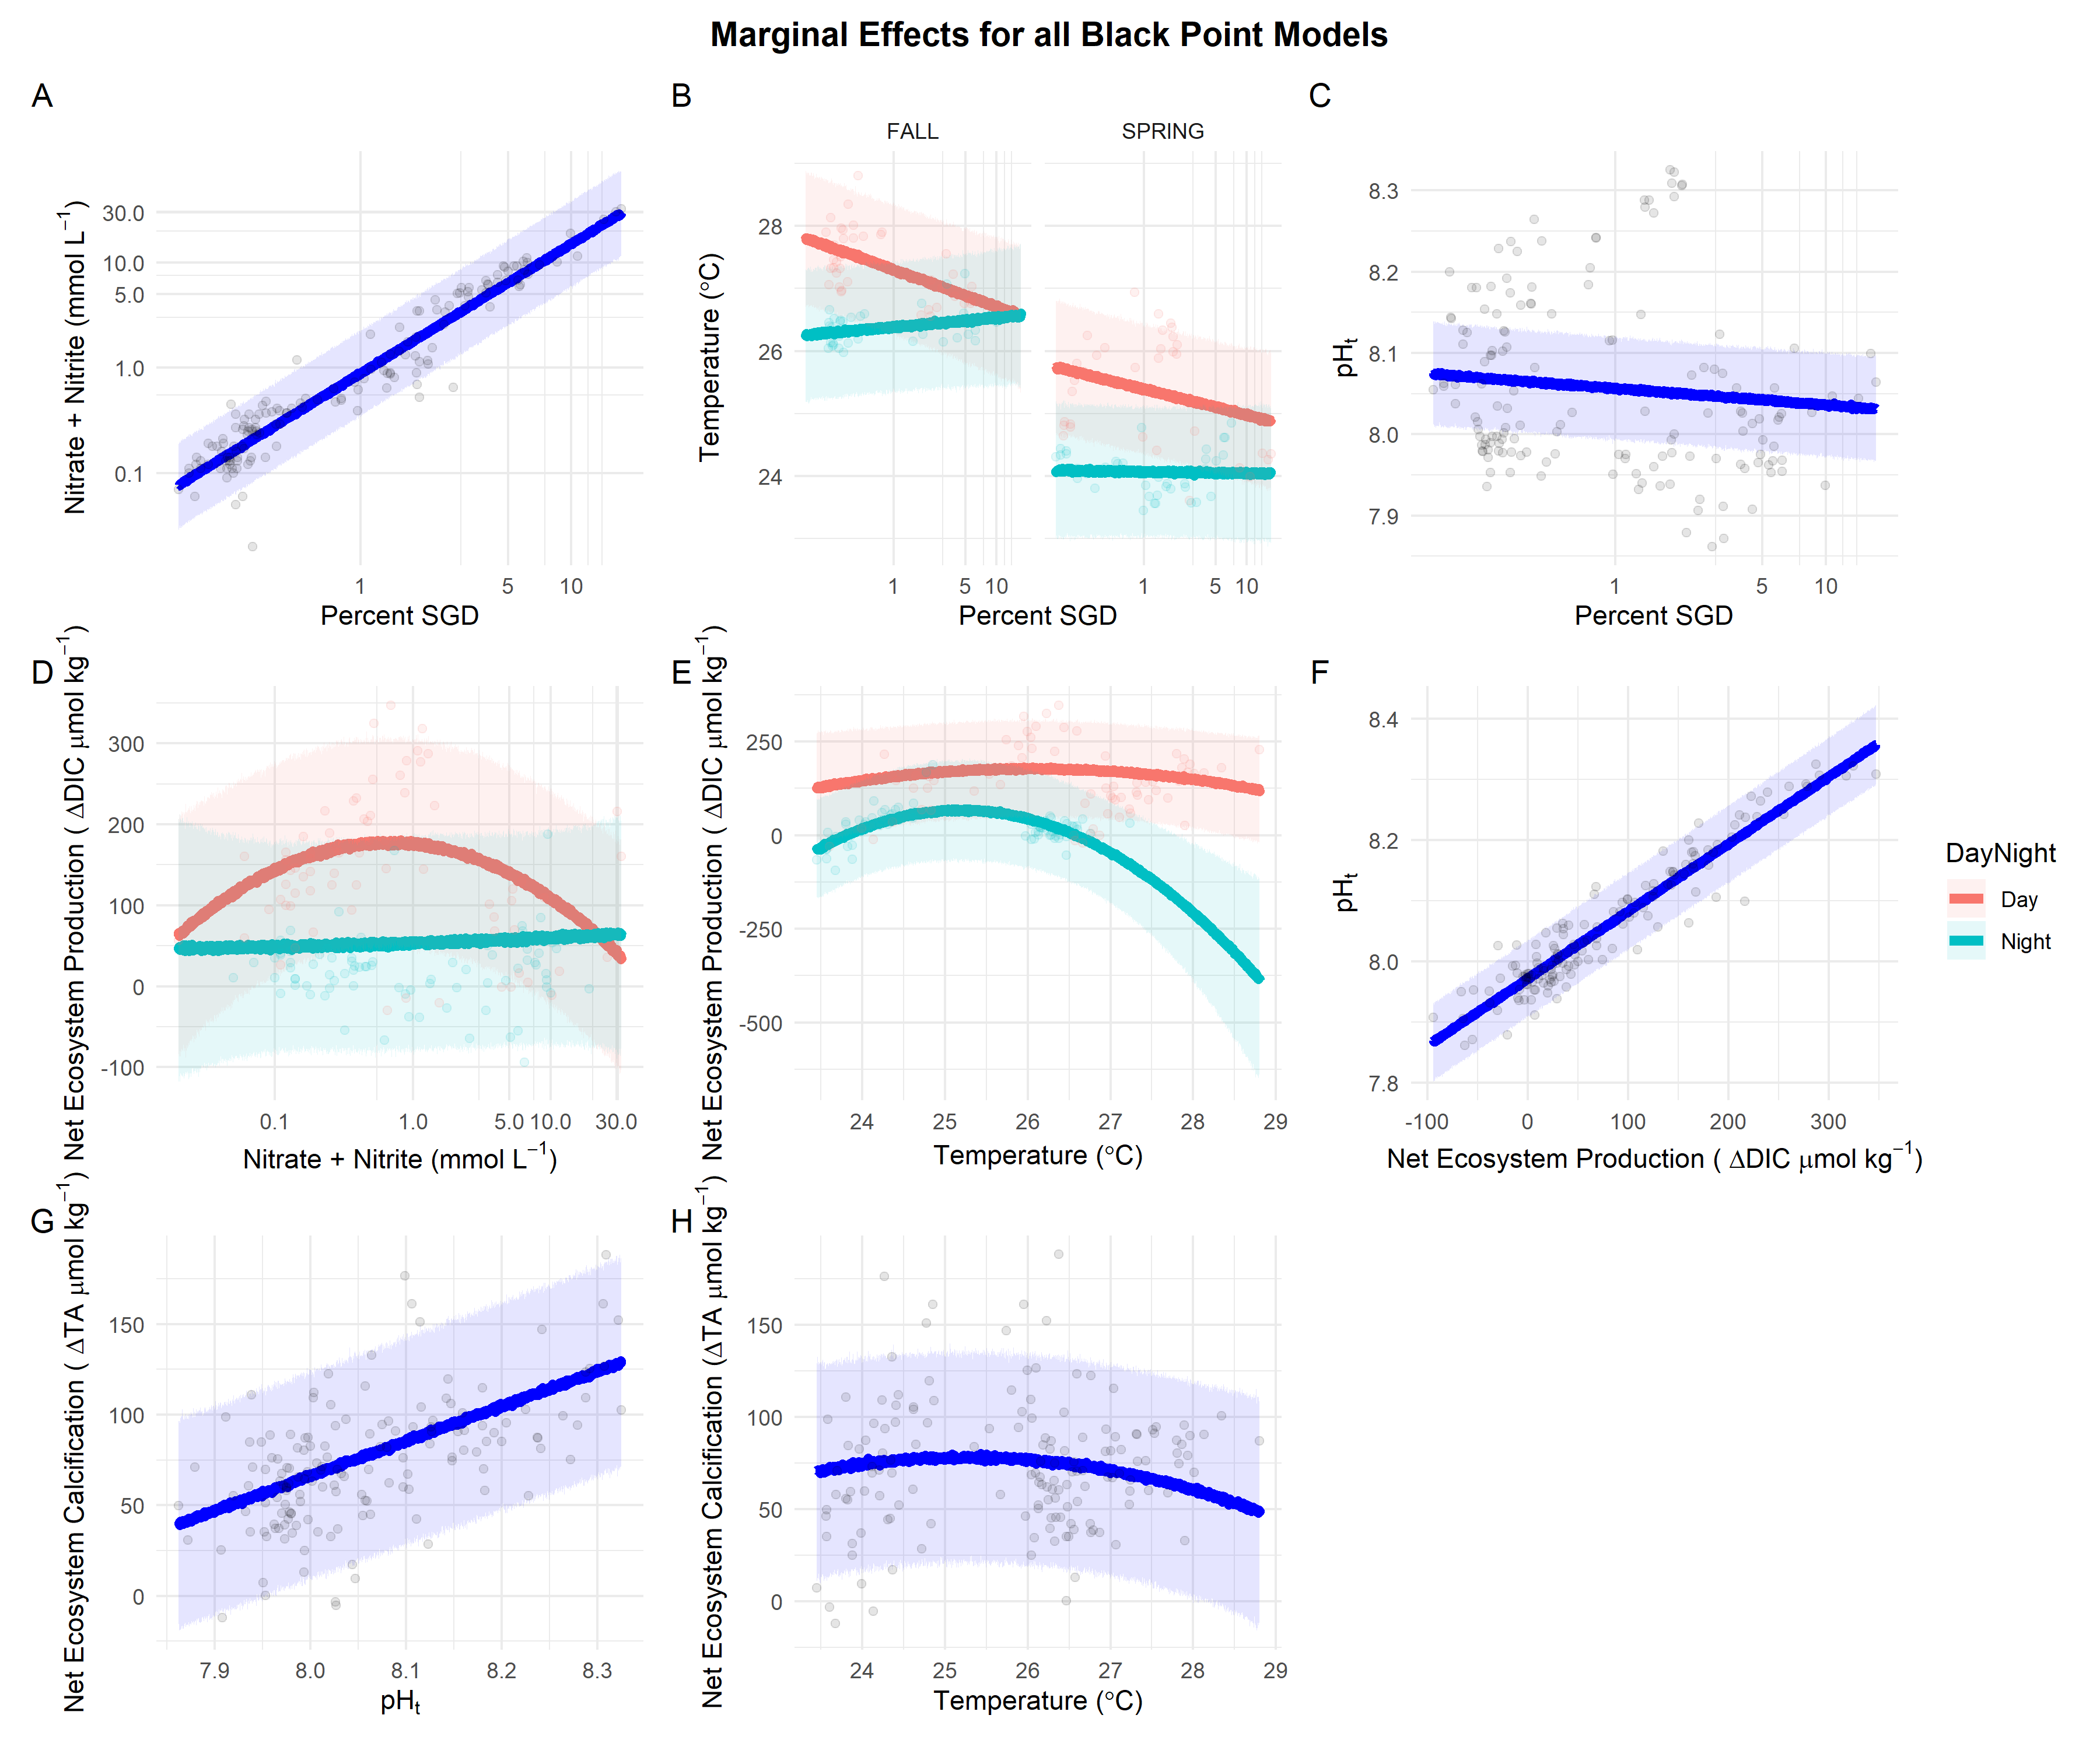 Marginal Effects for all Black Point Models
A
Nitrate + Nitrite (mmol L⁻¹)
30.0
10.0
5.0
1.0
0.1
1 5 10
Percent SGD
B
FALL SPRING
Temperature (°C)
28
26
24
1 5 10 1 5 10
Percent SGD
C
pHₜ
8.3
8.2
8.1
8.0
7.9
1 5 10
Percent SGD
D
Net Ecosystem Production ( ΔDIC μmol kg⁻¹)
300
200
100
0
-100
0.1 1.0 5.0 10.0 30.0
Nitrate + Nitrite (mmol L⁻¹)
E
Net Ecosystem Production ( ΔDIC μmol kg⁻¹)
250
0
-250
-500
24 25 26 27 28 29
Temperature (°C)
F
pHₜ
8.4
8.2
8.0
7.8
-100 0 100 200 300
Net Ecosystem Production ( ΔDIC μmol kg⁻¹)
DayNight
Day
Night
G
Net Ecosystem Calcification ( ΔTA μmol kg⁻¹)
150
100
50
0
7.9 8.0 8.1 8.2 8.3
pHₜ
H
Net Ecosystem Calcification (ΔTA μmol kg⁻¹)
150
100
50
0
24 25 26 27 28 29
Temperature (°C)